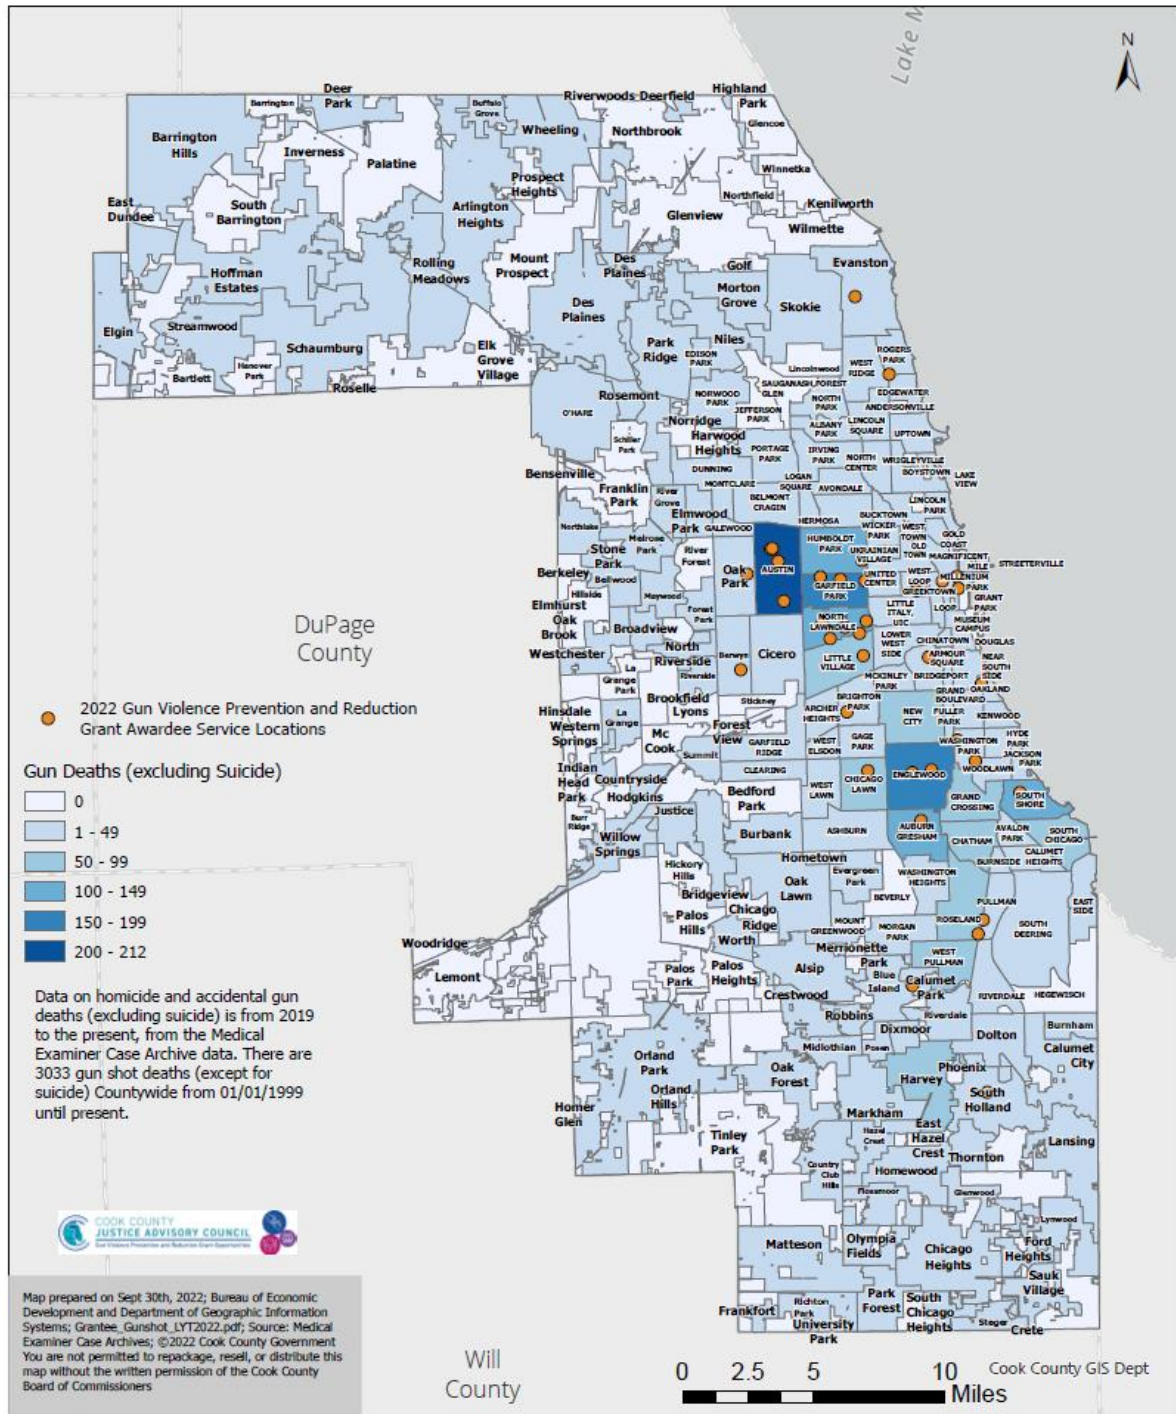 Lake M
N
Deer
Park
Highland
Park
Riverwoods Deerfield
Barrington
Buffalo
Grove
Glencoe
Wheeling
Northbrook
Barrington
Hills
Inverness
Palatine
Winnetka
Prospect
Heights
Northfield
East
Dundee
South
Barrington
Arlington
Heights
Kenilworth
Glenview
Wilmette
Mount
Prospect
Des
Plaines
Golf
Evanston
Rolling
Meadows
Hoffman
Estates
Morton
Grove
Skokie
Des
Plaines
Elgin
Streamwood
Niles
Park
Ridge
Schaumburg
Elk
Grove
Village
EDISON
PARK
ROGERS
PARK
WEST
RIDGE
Hanover
Park
Bartlett
Lincolnwood
Roselle
SAUGANASH,FOREST
GLEN
Rosemont
NORWOOD
PARK
NORTH
PARK
EDGEWATER
ANDERSONVILLE
O'HARE
JEFFERSON
PARK
Norridge
ALBANY
PARK
LINCOLN
SQUARE
UPTOWN
Schiller
Park
Harwood
Heights
PORTAGE
PARK
IRVING
PARK
NORTH
CENTER
WRIGLEYVILLE
BOYSTOWN
LAKE
VIEW
Bensenville
DUNNING
LOGAN
SQUARE
AVONDALE
MONTCLARE
Franklin
Park
River
Grove
BELMONT
CRAGIN
LINCOLN
PARK
Elmwood
Park
HERMOSA
BUCKTOWN
WICKER
PARK
WEST
TOWN
OLD
TOWN
GOLD
COAST
Northlake
GALEWOOD
HUMBOLDT
PARK
UKRAINIAN
VILLAGE
MAGNIFICENT
MILE
STREETERVILLE
Stone
Park
Melrose
Park
River
Forest
Oak
Park
AUSTIN
GARFIELD
PARK
UNITED
CENTER
WEST
LOOP
GREEKTOWN
MILLENIUM
PARK
Berkeley
Bellwood
Hillside
Maywood
Forest
Park
LITTLE
ITALY,
UIC
LOOP
GRANT
PARK
MUSEUM
CAMPUS
Elmhurst
Oak
Brook
Broadview
NORTH
LAWNDALE
LOWER
WEST
SIDE
CHINATOWN
DOUGLAS
DuPage
County
Westchester
North
Riverside
Berwyn
Cicero
LITTLE
VILLAGE
ARMOUR
SQUARE
NEAR
SOUTH
SIDE
La
Grange
Park
Riverside
MCKINLEY
PARK
BRIDGEPORT
OAKLAND
Brookfield
Lyons
Stickney
BRIGHTON
PARK
GRAND
BOULEVARD
FULLER
PARK
KENWOOD
2022 Gun Violence Prevention and Reduction
Grant Awardee Service Locations
Hinsdale
Western
Springs
La
Grange
Forest
View
ARCHER
HEIGHTS
NEW
CITY
Mc
Cook
GARFIELD
RIDGE
WEST
ELSDON
GAGE
PARK
WASHINGTON
PARK
HYDE
PARK
JACKSON
PARK
Summit
Gun Deaths (excluding Suicide)
Indian
Head
Park
Countryside
Hodgkins
CLEARING
WEST
LAWN
CHICAGO
LAWN
ENGLEWOOD
WOODLAWN
0
1 - 49
50 - 99
100 - 149
150 - 199
200 - 212
Bedford
Park
GRAND
CROSSING
SOUTH
SHORE
Justice
Burr
Ridge
Willow
Springs
Burbank
ASHBURN
AUBURN
GRESHAM
CHATHAM
AVALON
PARK
SOUTH
CHICAGO
Hometown
BURNSIDE
CALUMET
HEIGHTS
Hickory
Hills
Evergreen
Park
WASHINGTON
HEIGHTS
Bridgeview
Oak
Lawn
BEVERLY
PULLMAN
EAST
SIDE
Palos
Hills
Chicago
Ridge
MOUNT
GREENWOOD
MORGAN
PARK
ROSELAND
SOUTH
DEERING
Woodridge
Worth
Merrionette
Park
WEST
PULLMAN
Lemont
Palos
Park
Palos
Heights
Alsip
Blue
Island
Calumet
Park
Crestwood
RIVERDALE
HEGEWISCH
Data on homicide and accidental gun
deaths (excluding suicide) is from 2019
to the present, from the Medical
Examiner Case Archive data. There are
3033 gun shot deaths (except for
suicide) Countywide from 01/01/1999
until present.
Robbins
Riverdale
Dixmoor
Dolton
Burnham
Midlothian
Posen
Calumet
City
Orland
Park
Oak
Forest
Harvey
Phoenix
Orland
Hills
South
Holland
Homer
Glen
Markham
East
Hazel
Crest
Tinley
Park
Hazel
Crest
Lansing
Thornton
Country
Club
Hills
Homewood
Flossmoor
Glenwood
Lynwood
COOK COUNTY
JUSTICE ADVISORY COUNCIL
Gun Violence Prevention and Reduction Grant Opportunities
Matteson
Olympia
Fields
Chicago
Heights
Ford
Heights
Sauk
Village
Map prepared on Sept 30th, 2022; Bureau of Economic
Development and Department of Geographic Information
Systems; Grantee_Gunshot_LYT2022.pdf; Source: Medical
Examiner Case Archives; ©2022 Cook County Government
You are not permitted to repackage, resell, or distribute this
map without the written permission of the Cook County
Board of Commissioners
Frankfort
Richton
Park
University
Park
Park
Forest
South
Chicago
Heights
Steger
Crete
Will
County
0 2.5 5 10
Miles
Cook County GIS Dept